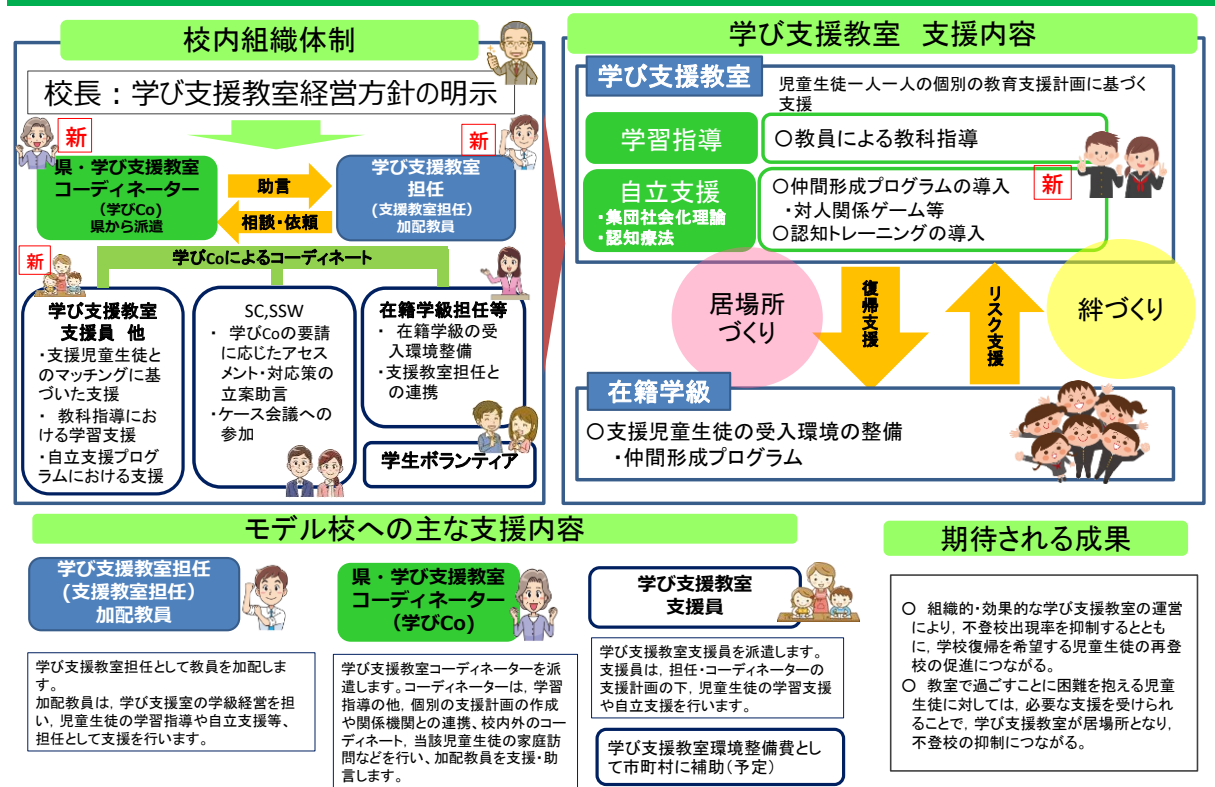 校内組織体制
校長：学び支援教室経営方針の明示
新
県・学び支援教室
コーディネーター
（学びCo)
県から派遣
助言
相談・依頼
新
学び支援教室
担任
(支援教室担任)
加配教員
学びCoによるコーディネート
新
学び支援教室
支援員 他
・支援児童生徒と
のマッチングに基
づいた支援
・ 教科指導にお
ける学習支援
・自立支援プログ
ラムにおける支援
SC,SSW
・ 学びCoの要請
に応じたアセス
メント・対応策の
立案助言
・ケース会議への
参加
在籍学級担任等
・ 在籍学級の受
入環境整備
・支援教室担任と
の連携
学生ボランティア
学び支援教室 支援内容
学び支援教室
児童生徒一人一人の個別の教育支援計画に基づく
支援
学習指導
〇教員による教科指導
自立支援
・集団社会化理論
・認知療法
〇仲間形成プログラムの導入
・対人関係ゲーム等
〇認知トレーニングの導入
新
居場所
づくり
復帰支援
リスク支援
絆づくり
在籍学級
〇支援児童生徒の受入環境の整備
・仲間形成プログラム
モデル校への主な支援内容
学び支援教室担任
(支援教室担任）
加配教員
学び支援教室担任として教員を加配しま
す。
加配教員は，学び支援室の学級経営を担
い，児童生徒の学習指導や自立支援等、
担任として支援を行います。
県・学び支援教室
コーディネーター
（学びCo)
学び支援教室コーディネーターを派
遣します。コーディネーターは，学習
指導の他，個別の支援計画の作成
や関係機関との連携、校内外のコー
ディネート，当該児童生徒の家庭訪
問などを行い、加配教員を支援・助
言します。
学び支援教室
支援員
学び支援教室支援員を派遣します。
支援員は，担任・コーディネーターの
支援計画の下，児童生徒の学習支援
や自立支援を行います。
学び支援教室環境整備費とし
て市町村に補助（予定）
期待される成果
〇 組織的・効果的な学び支援教室の運営
により，不登校出現率を抑制するととも
に，学校復帰を希望する児童生徒の再登
校の促進につながる。
〇 教室で過ごすことに困難を抱える児童
生徒に対しては，必要な支援を受けられ
ることで，学び支援教室が居場所となり，
不登校の抑制につながる。